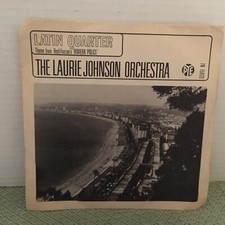 LATIN QUARTER
Theme from Rediffusion's RIVIERA POLICE
THE LAURIE JOHNSON ORCHESTRA
PYE